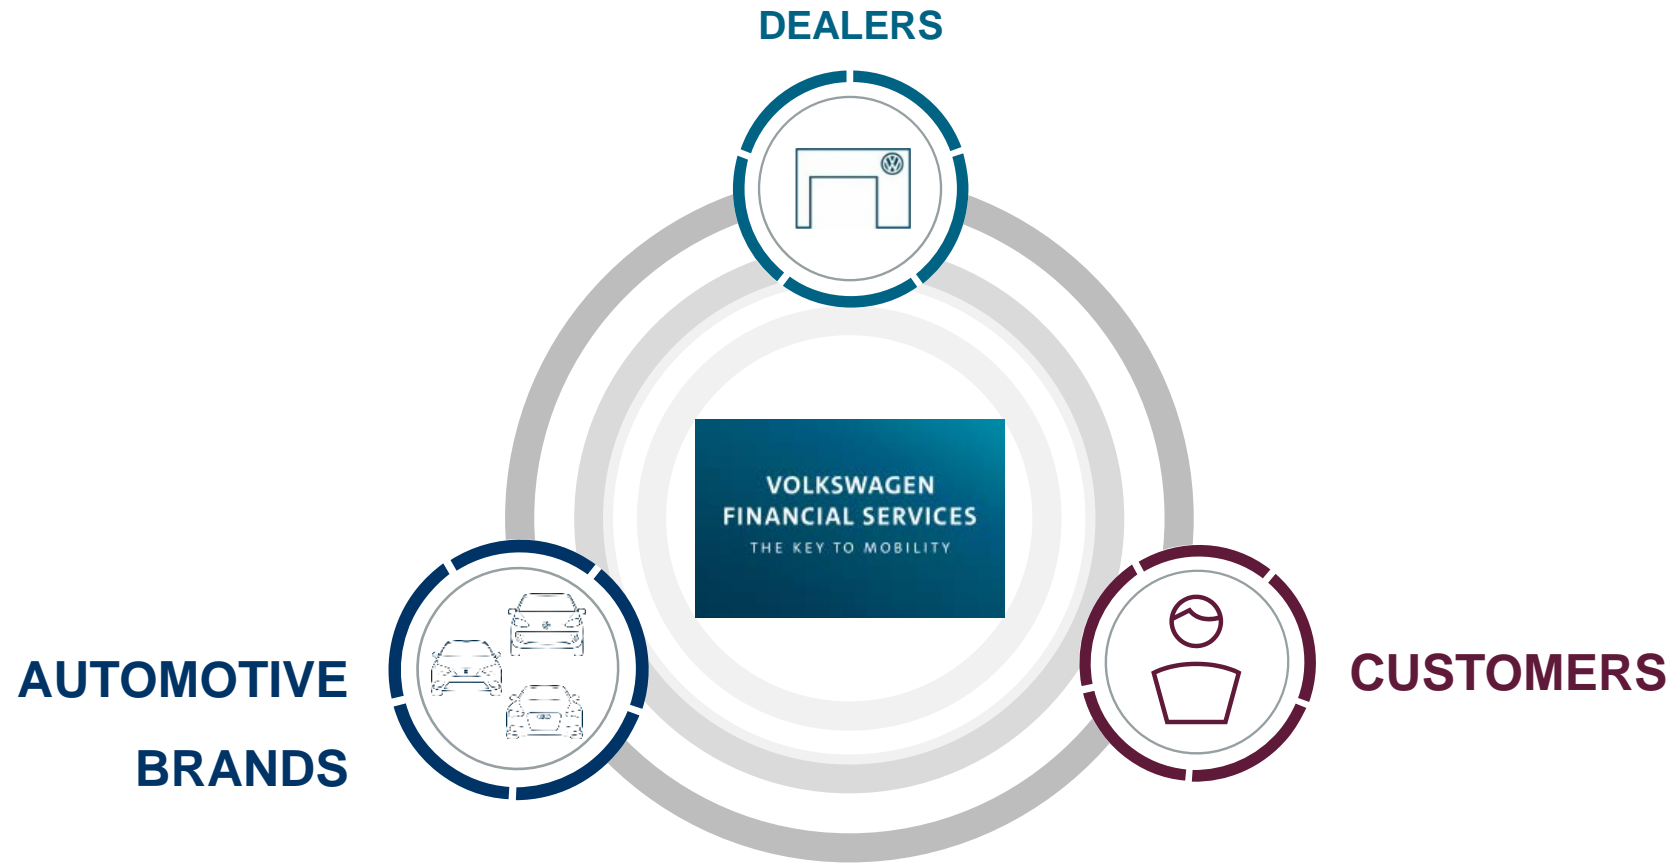 DEALERS
VOLKSWAGEN
FINANCIAL SERVICES
THE KEY TO MOBILITY
AUTOMOTIVE
BRANDS
CUSTOMERS